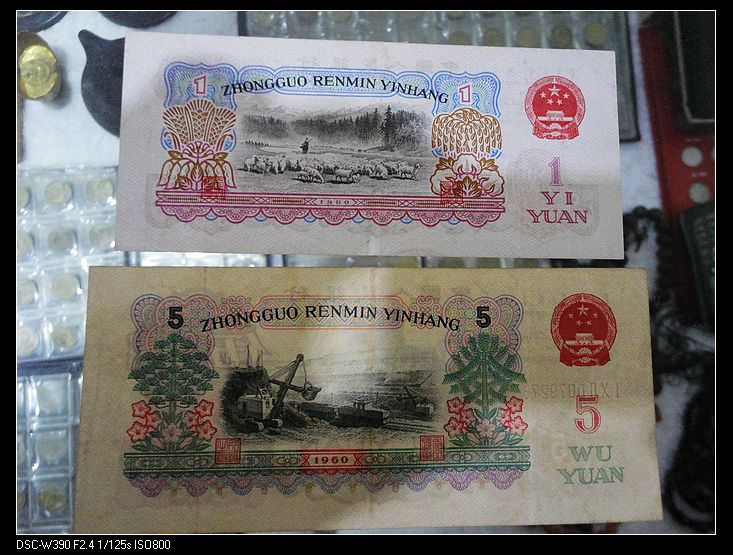 1 ZHONGGUO RENMIN YINHANG 1
1
YI
YUAN
1960
5 ZHONGGUO RENMIN YINHANG 5
5
WU
YUAN
1960
DSC-W390 F2.4 1/125s ISO800